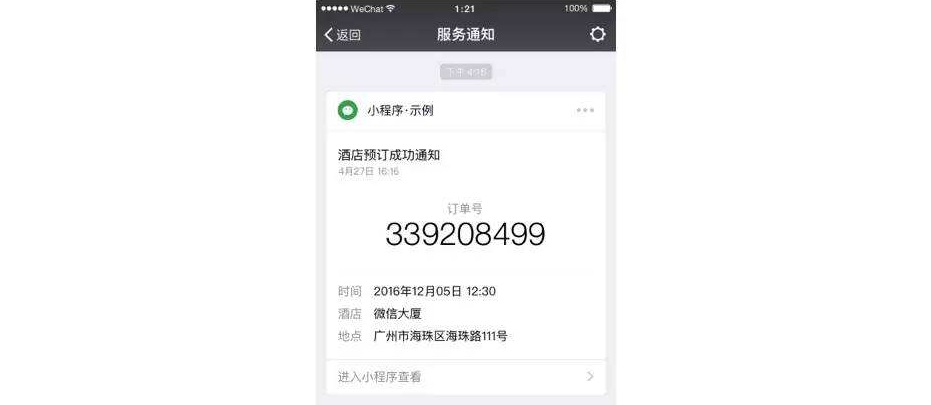 WeChat 1:21 100%
返回 服务通知
下午 4:16
小程序·示例
酒店预订成功通知
4月27日 16:16
订单号
339208499
时间 2016年12月05日 12:30
酒店 微信大厦
地点 广州市海珠区海珠路111号
进入小程序查看